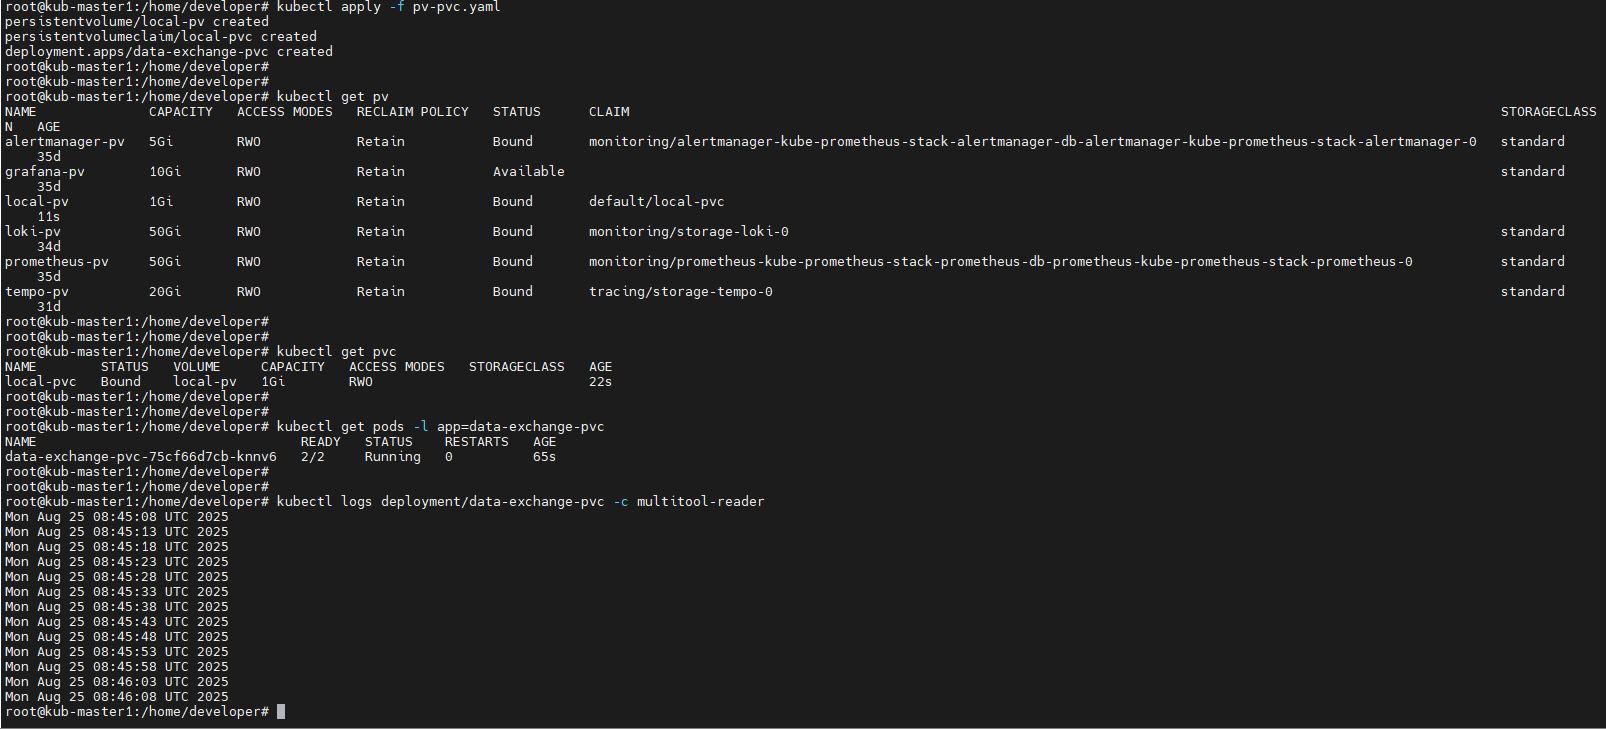 root@kub-master1:/home/developer# kubectl apply -f pv-pvc.yaml
persistentvolume/local-pv created
persistentvolumeclaim/local-pvc created
deployment.apps/data-exchange-pvc created
root@kub-master1:/home/developer#
root@kub-master1:/home/developer#
root@kub-master1:/home/developer# kubectl get pv
NAME              CAPACITY   ACCESS MODES   RECLAIM POLICY   STATUS      CLAIM                                                                                                             STORAGECLASS
N   AGE
alertmanager-pv   5Gi        RWO            Retain           Bound       monitoring/alertmanager-kube-prometheus-stack-alertmanager-db-alertmanager-kube-prometheus-stack-alertmanager-0   standard
    35d
grafana-pv        10Gi       RWO            Retain           Available                                                                                                                     standard
    35d
local-pv          1Gi        RWO            Retain           Bound       default/local-pvc
    11s
loki-pv           50Gi       RWO            Retain           Bound       monitoring/storage-loki-0                                                                                         standard
    34d
prometheus-pv     50Gi       RWO            Retain           Bound       monitoring/prometheus-kube-prometheus-stack-prometheus-db-prometheus-kube-prometheus-stack-prometheus-0           standard
    35d
tempo-pv          20Gi       RWO            Retain           Bound       tracing/storage-tempo-0                                                                                           standard
    31d
root@kub-master1:/home/developer#
root@kub-master1:/home/developer#
root@kub-master1:/home/developer# kubectl get pvc
NAME        STATUS   VOLUME     CAPACITY   ACCESS MODES   STORAGECLASS   AGE
local-pvc   Bound    local-pv   1Gi        RWO                           22s
root@kub-master1:/home/developer#
root@kub-master1:/home/developer#
root@kub-master1:/home/developer# kubectl get pods -l app=data-exchange-pvc
NAME                                 READY   STATUS    RESTARTS   AGE
data-exchange-pvc-75cf66d7cb-knnv6   2/2     Running   0          65s
root@kub-master1:/home/developer#
root@kub-master1:/home/developer#
root@kub-master1:/home/developer# kubectl logs deployment/data-exchange-pvc -c multitool-reader
Mon Aug 25 08:45:08 UTC 2025
Mon Aug 25 08:45:13 UTC 2025
Mon Aug 25 08:45:18 UTC 2025
Mon Aug 25 08:45:23 UTC 2025
Mon Aug 25 08:45:28 UTC 2025
Mon Aug 25 08:45:33 UTC 2025
Mon Aug 25 08:45:38 UTC 2025
Mon Aug 25 08:45:43 UTC 2025
Mon Aug 25 08:45:48 UTC 2025
Mon Aug 25 08:45:53 UTC 2025
Mon Aug 25 08:45:58 UTC 2025
Mon Aug 25 08:46:03 UTC 2025
Mon Aug 25 08:46:08 UTC 2025
root@kub-master1:/home/developer#